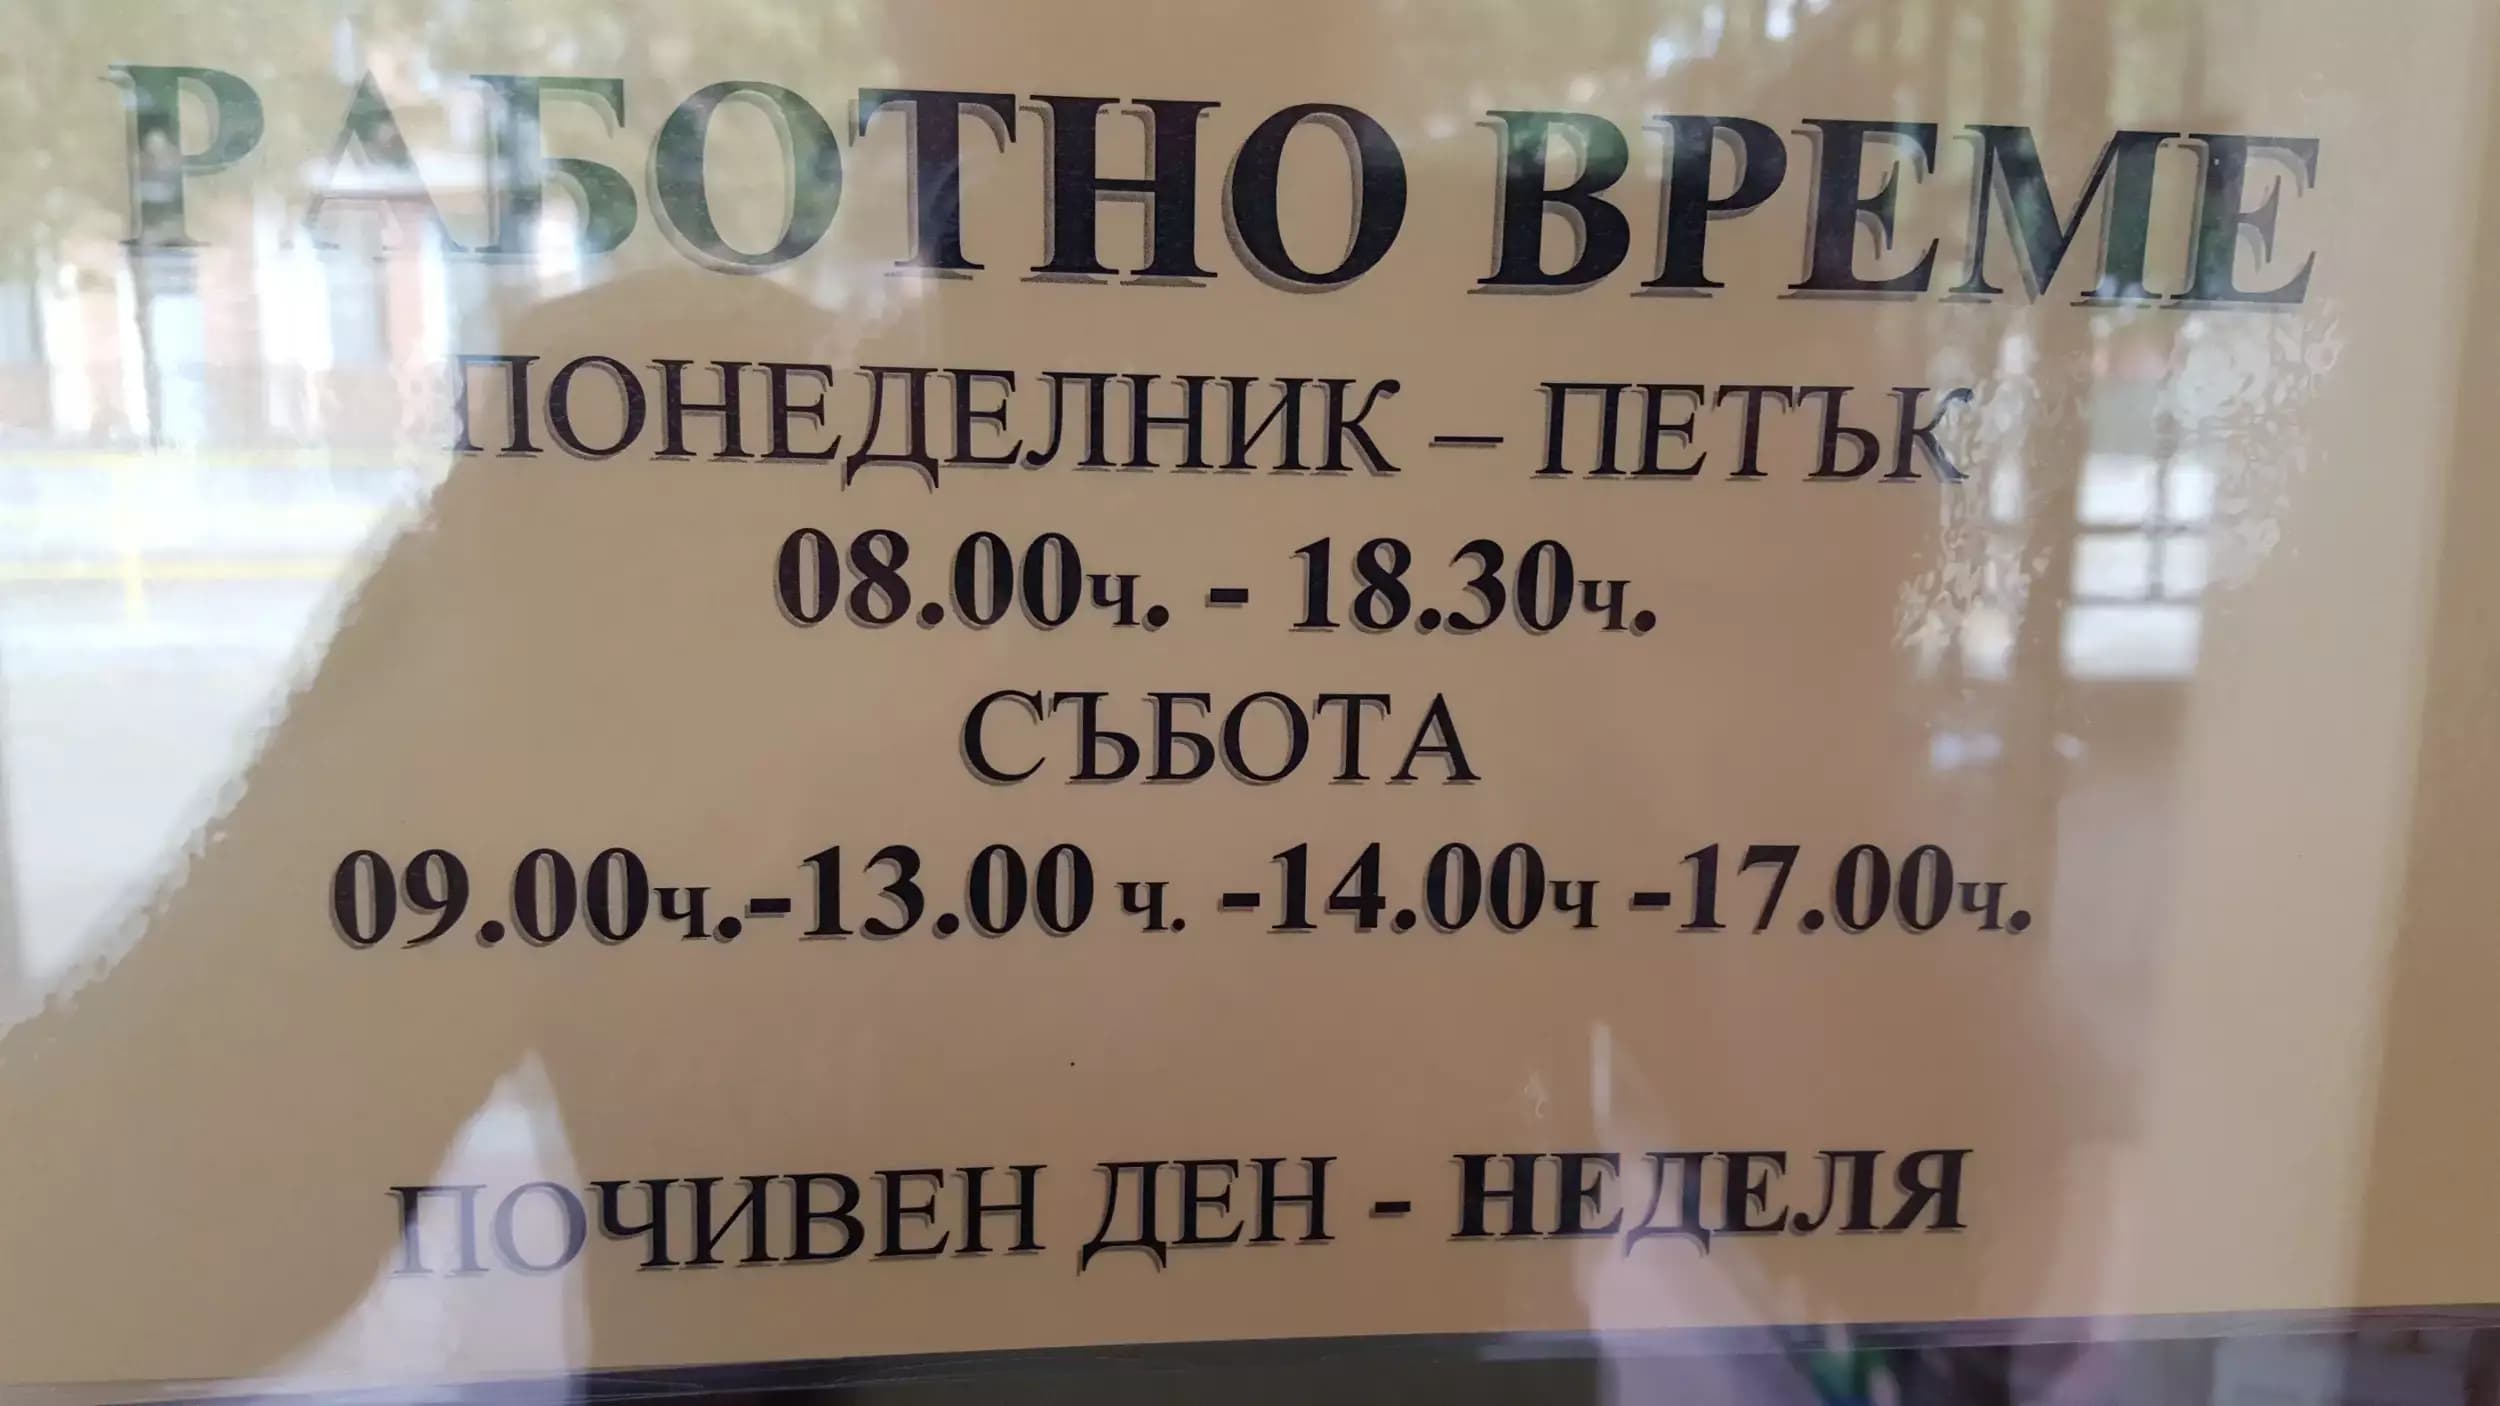 РАБОТНО ВРЕМЕ
ПОНЕДЕЛНИК – ПЕТЪК
08.00ч. - 18.30ч.
СЪБОТА
09.00ч.-13.00 ч. -14.00ч -17.00ч.
ПОЧИВЕН ДЕН - НЕДЕЛЯ